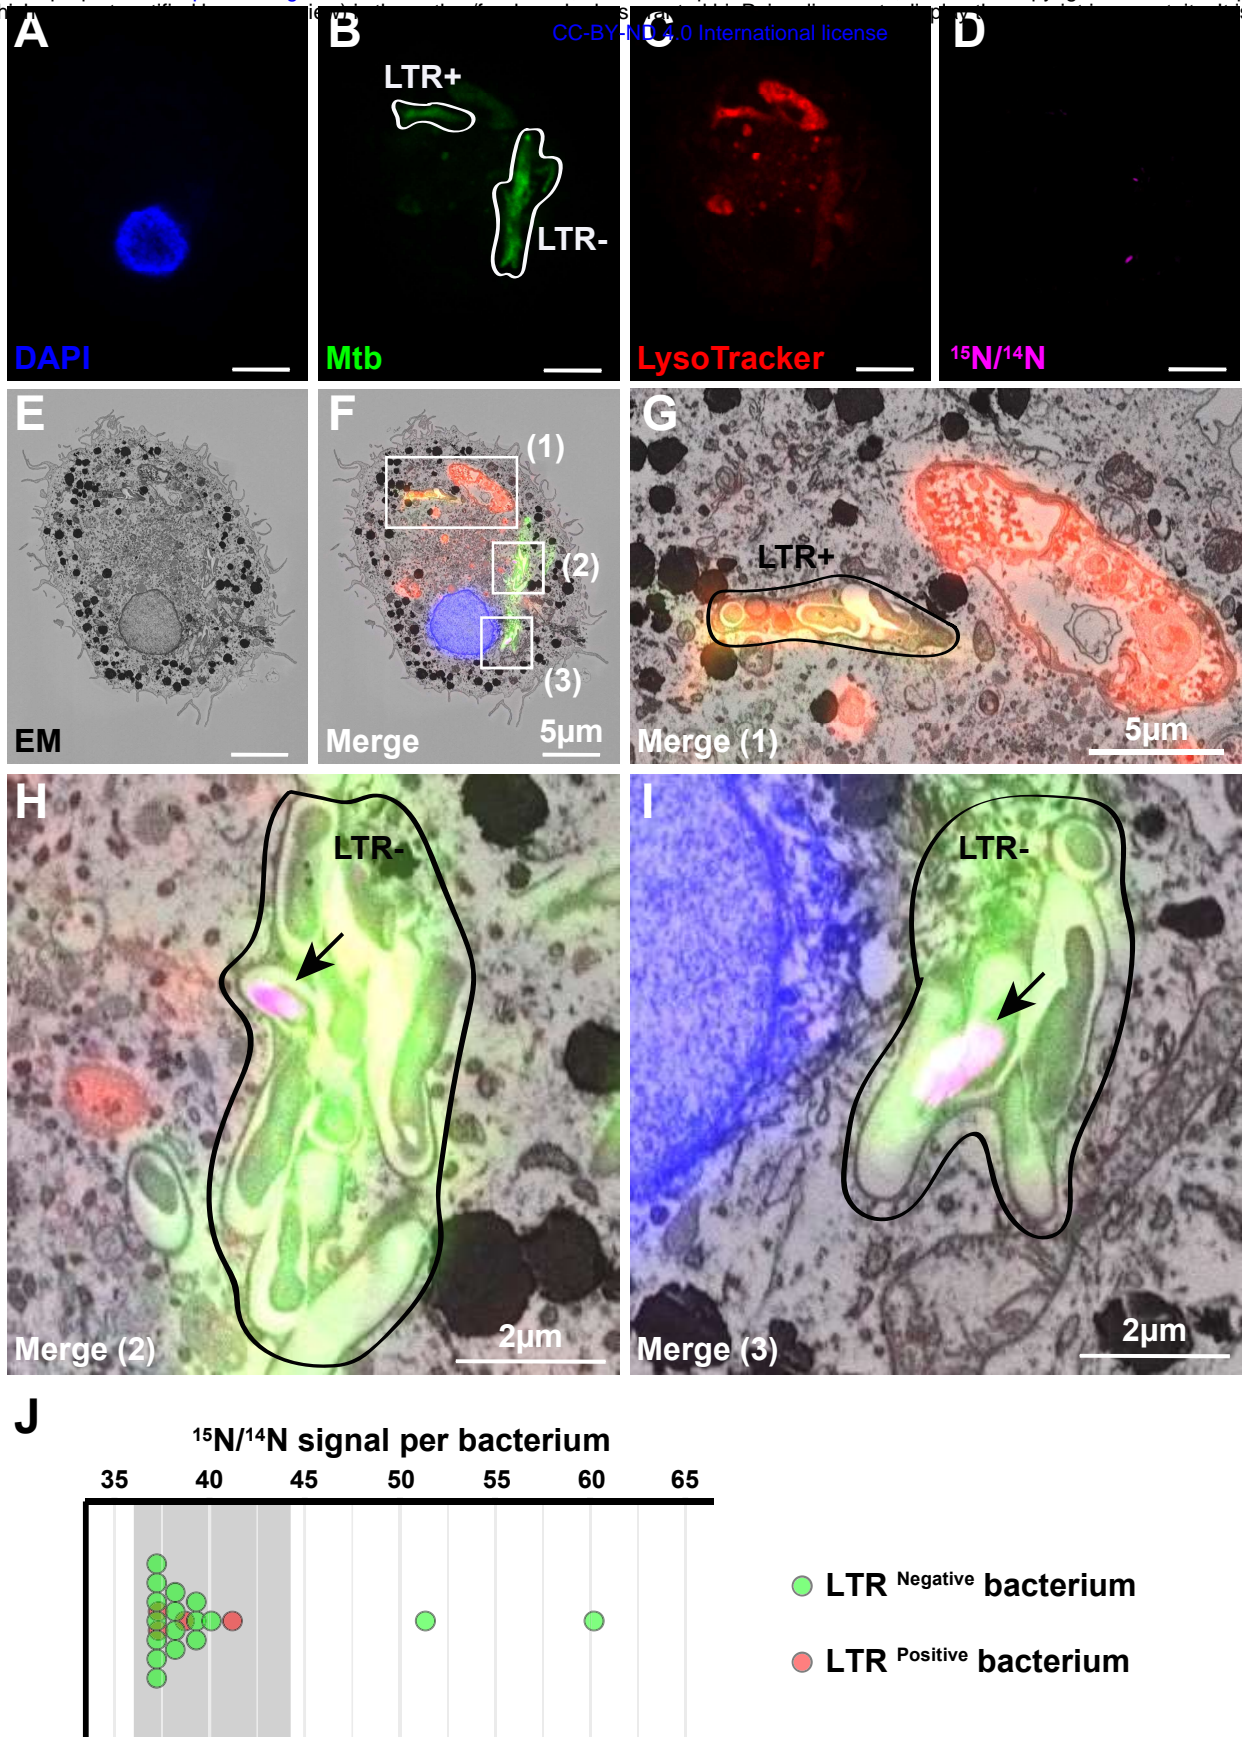 CC-BY-ND 4.0 International license
A
B
C
D
LTR+
LTR-
DAPI
Mtb
LysoTracker
¹⁵N/¹⁴N
E
F
G
(1)
(2)
(3)
LTR+
EM
Merge
5µm
Merge (1)
5µm
H
I
LTR-
LTR-
Merge (2)
2µm
Merge (3)
2µm
J
¹⁵N/¹⁴N signal per bacterium
35 40 45 50 55 60 65
LTR Negative bacterium
LTR Positive bacterium